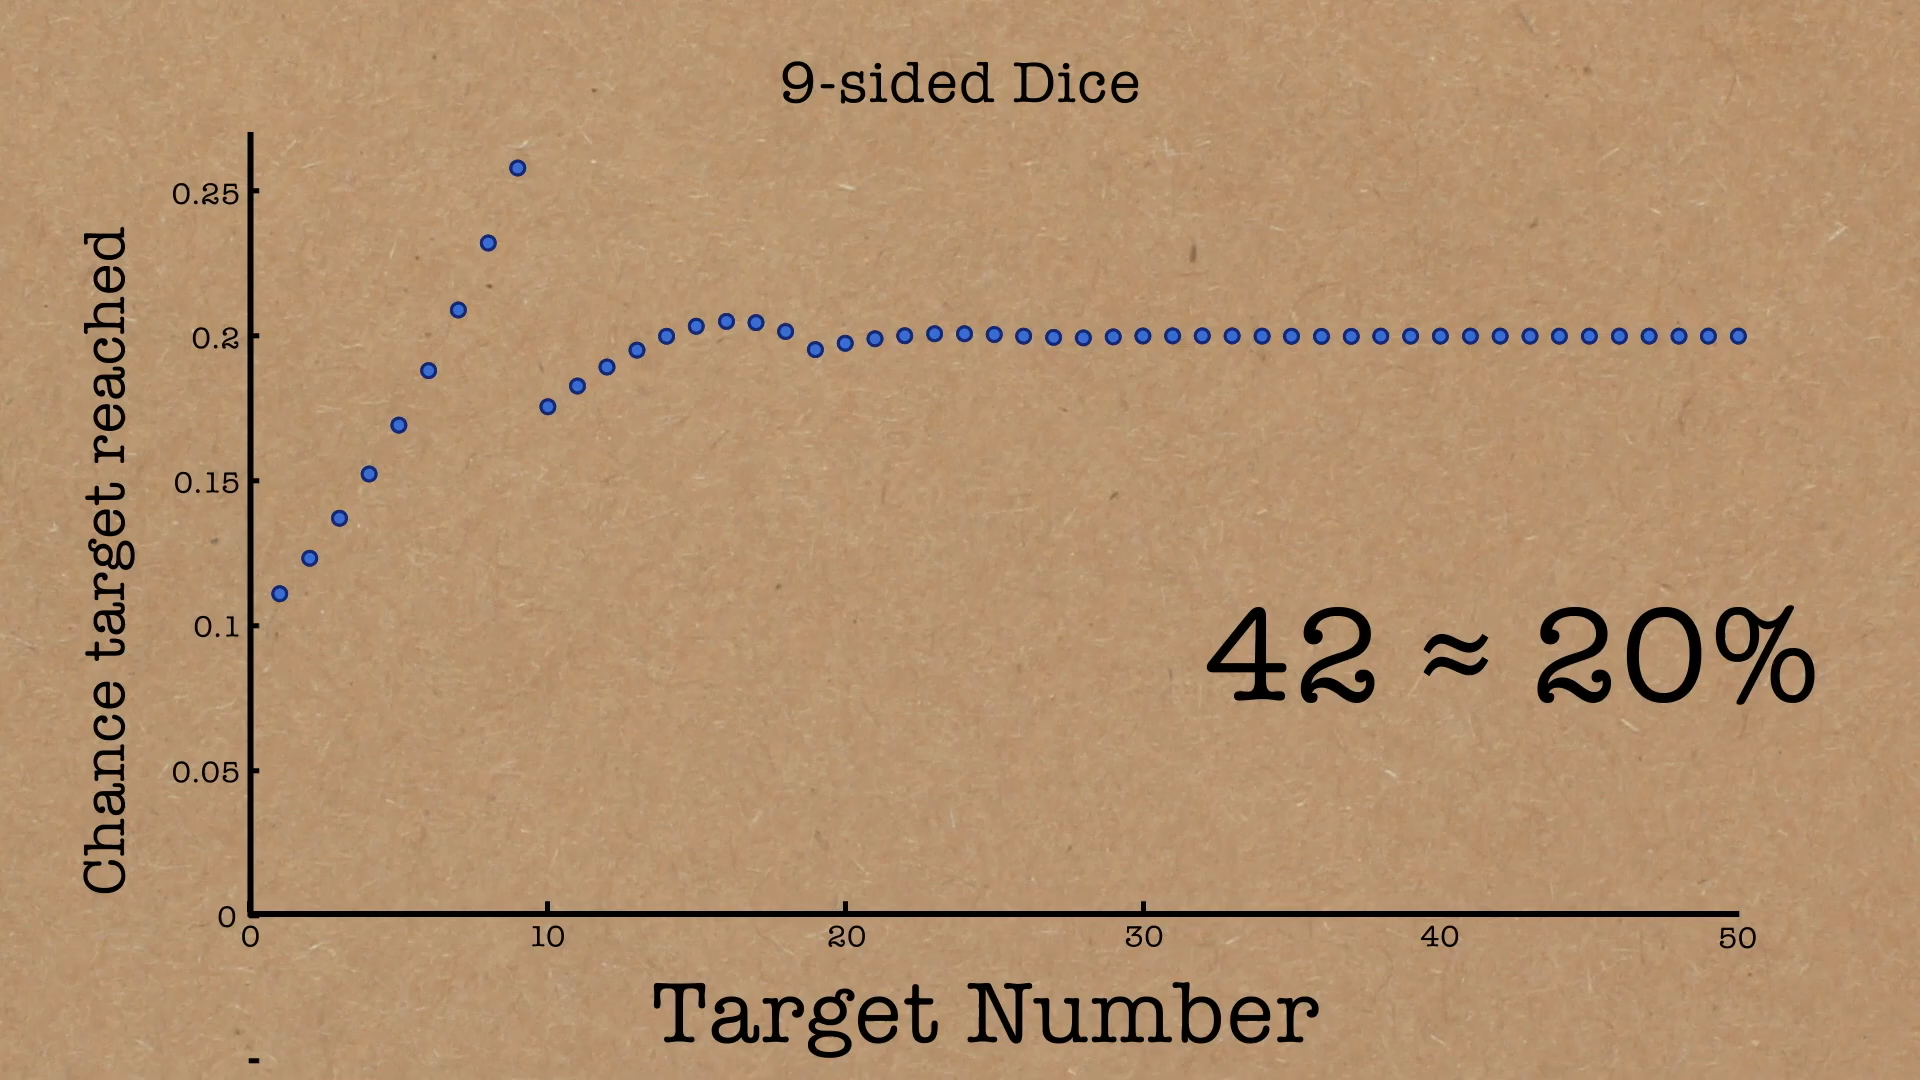 9-sided Dice
0.25
0.2
0.15
0.1
0.05
0
Chance target reached
0 10 20 30 40 50
Target Number
42 ≈ 20%